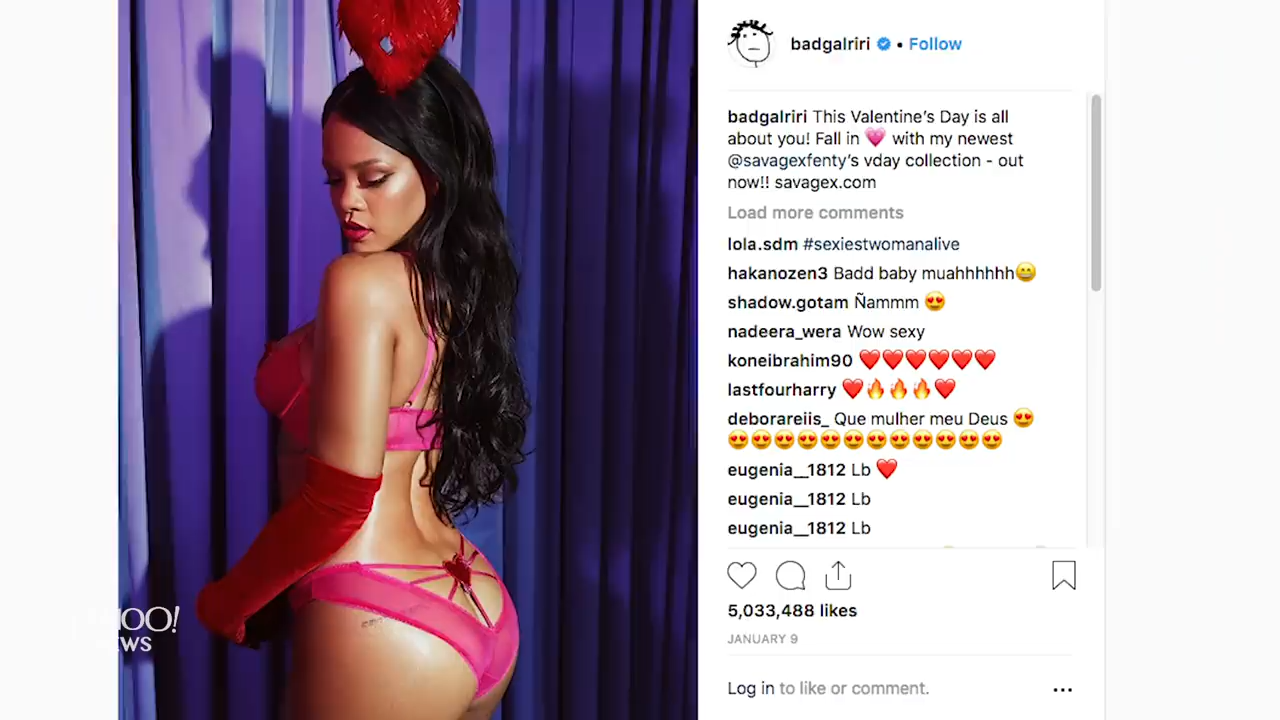 badgalriri • Follow
badgalriri This Valentine's Day is all
about you! Fall in 💗 with my newest
@savagexfenty's vday collection - out
now!! savagex.com
Load more comments
lola.sdm #sexiestwomanalive
hakanozen3 Badd baby muahhhhhh😁
shadow.gotam Ñammm 😍
nadeera_wera Wow sexy
koneibrahim90 ❤️❤️❤️❤️❤️❤️
lastfourharry ❤️🔥🔥🔥❤️
deborareiis_ Que mulher meu Deus 😍
😍😍😍😍😍😍😍😍😍😍😍😍
eugenia__1812 Lb ❤️
eugenia__1812 Lb
eugenia__1812 Lb
5,033,488 likes
JANUARY 9
Log in to like or comment.